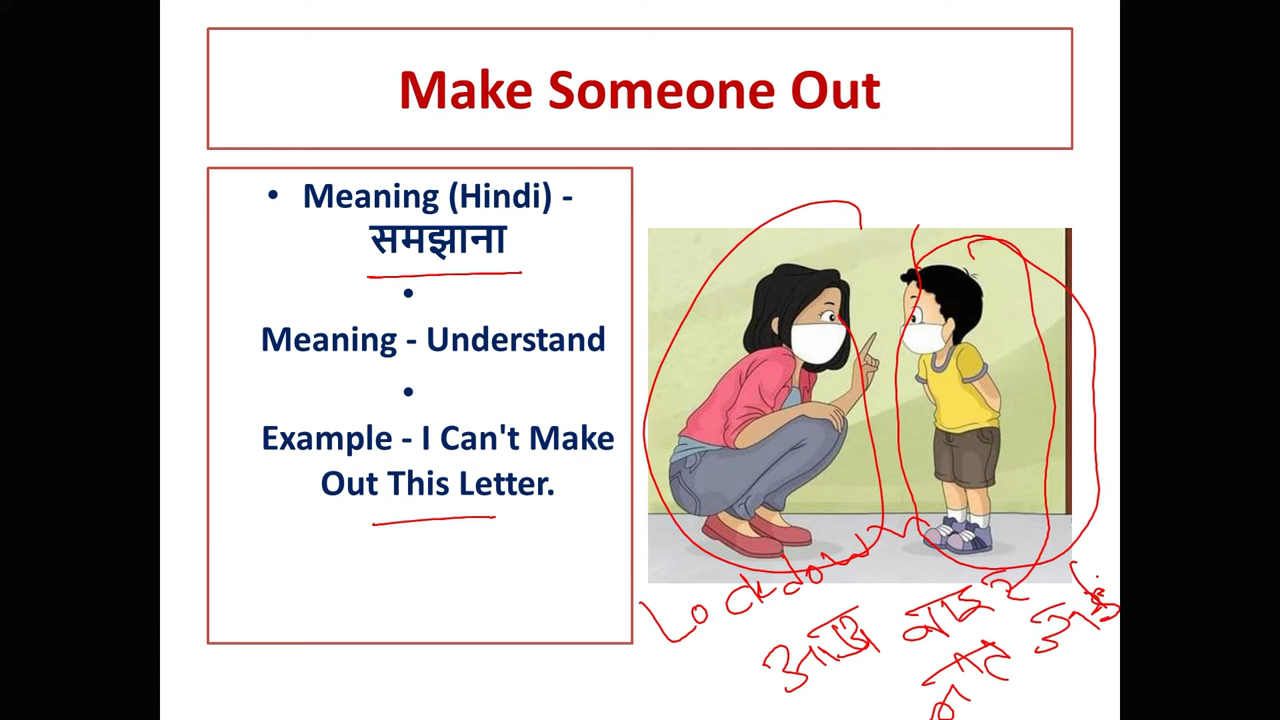 Make Someone Out
• Meaning (Hindi) -
समझाना
•
Meaning - Understand
•
Example - I Can't Make
Out This Letter.
Lockdown